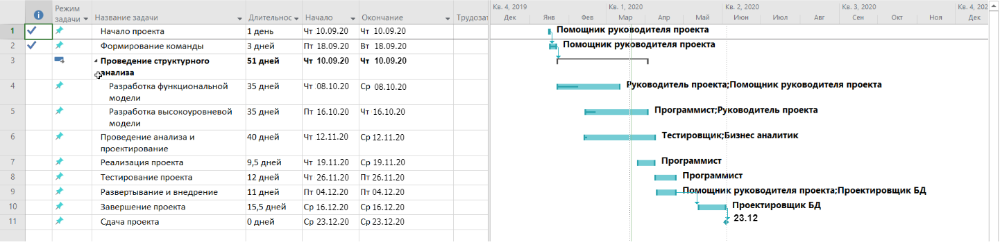 Режим задачи Название задачи Длительнос Начало Окончание Трудозат
1 Начало проекта 1 день Чт 10.09.20 Чт 10.09.20
2 Формирование команды 3 дней Пт 18.09.20 Вт 18.09.20
3 Проведение структурного анализа 51 дней Чт 10.09.20 Чт 10.09.20
4 Разработка функциональной модели 35 дней Чт 08.10.20 Ср 08.10.20
5 Разработка высокоуровневой модели 35 дней Пт 16.10.20 Чт 16.10.20
6 Проведение анализа и проектирование 40 дней Чт 12.11.20 Ср 12.11.20
7 Реализация проекта 9,5 дней Чт 19.11.20 Ср 19.11.20
8 Тестирование проекта 12 дней Чт 26.11.20 Пт 26.11.20
9 Развертывание и внедрение 11 дней Пт 04.12.20 Пт 04.12.20
10 Завершение проекта 15,5 дней Ср 16.12.20 Ср 16.12.20
11 Сдача проекта 0 дней Ср 23.12.20 Ср 23.12.20
Кв. 4, 2019 Кв. 1, 2020 Кв. 2, 2020 Кв. 3, 2020 Кв. 4, 202
Дек Янв Фев Мар Апр Май Июн Июл Авг Сен Окт Ноя Дек
Помощник руководителя проекта
Помощник руководителя проекта
Руководитель проекта;Помощник руководителя проекта
Программист;Руководитель проекта
Тестировщик;Бизнес аналитик
Программист
Программист
Помощник руководителя проекта;Проектировщик БД
Проектировщик БД
23.12